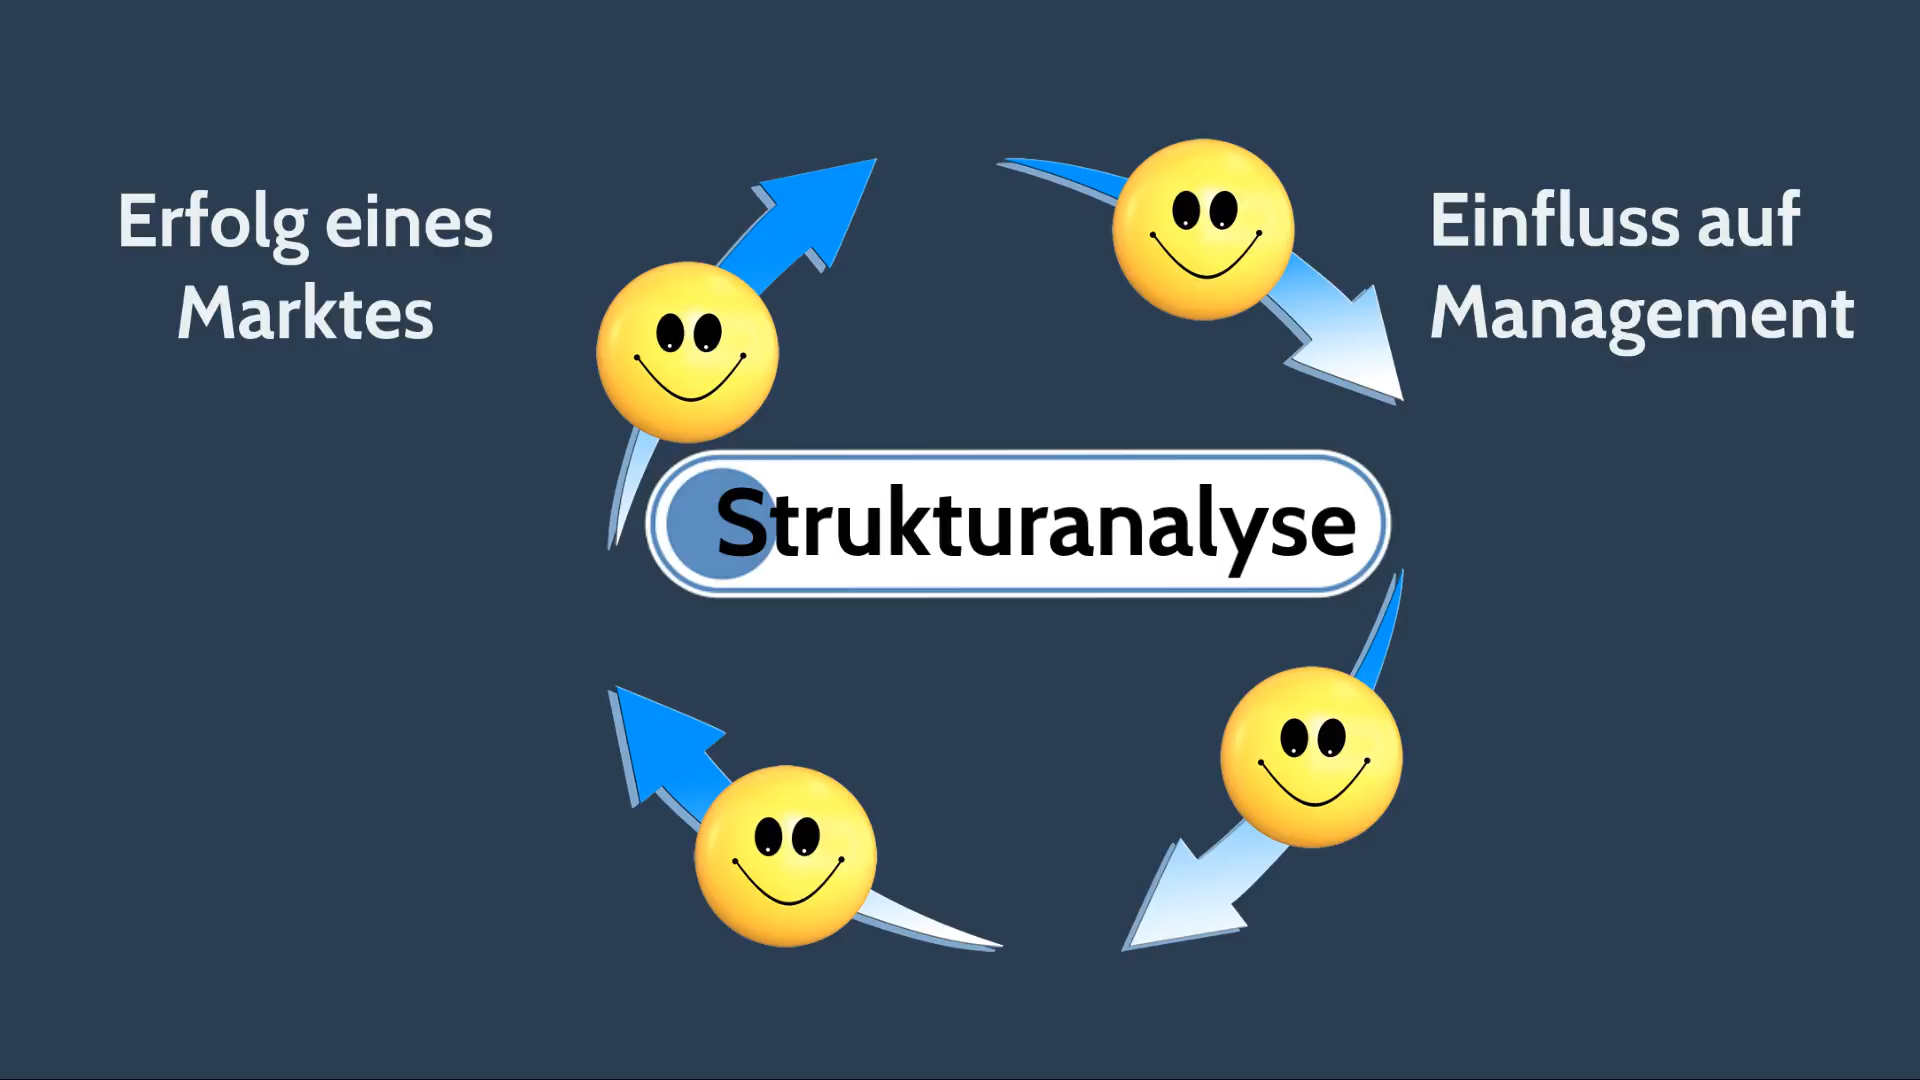 Erfolg eines
Marktes
Einfluss auf
Management
Strukturanalyse